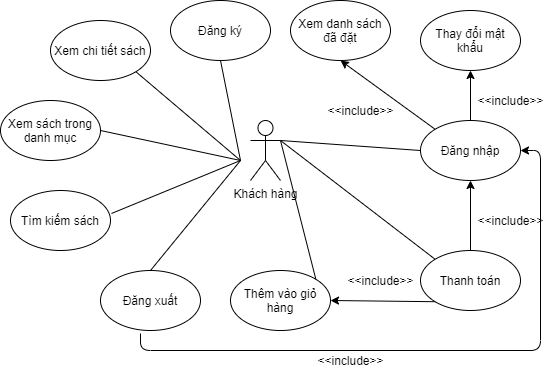 Đăng ký
Xem danh sách
đã đặt
Thay đổi mật
khẩu
Xem chi tiết sách
<<include>>
<<include>>
Xem sách trong
danh mục
Đăng nhập
Khách hàng
Tìm kiếm sách
<<include>>
Đăng xuất
Thêm vào giỏ
hàng
<<include>>
Thanh toán
<<include>>